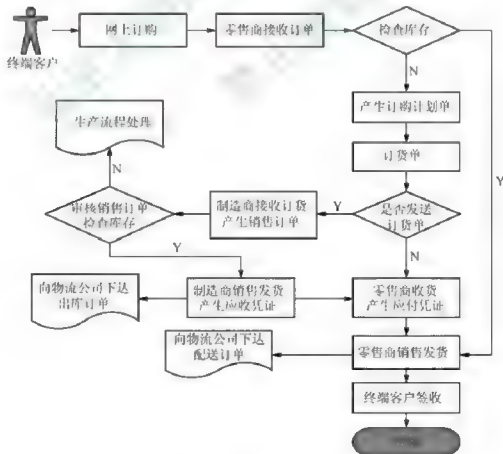 终端客户
网上订购
零售商接收订单
检查库存
N
Y
产生订购计划单
订货单
生产流程处理
N
审核销售订单
检查库存
制造商接收订货
产生销售订单
Y
是否发送
订货单
Y
N
向物流公司下达
出库订单
制造商销售发货
产生应收凭证
零售商收货
产生应付凭证
向物流公司下达
配送订单
零售商销售发货
终端客户签收